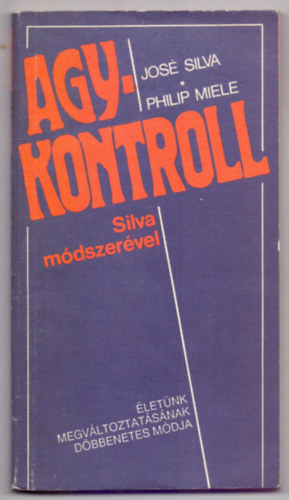 AGY-
KONTROLL
JOSÉ SILVA
PHILIP MIELE
Silva
módszerével
ÉLETÜNK
MEGVÁLTOZTATÁSÁNAK
DÖBBENETES MÓDJA